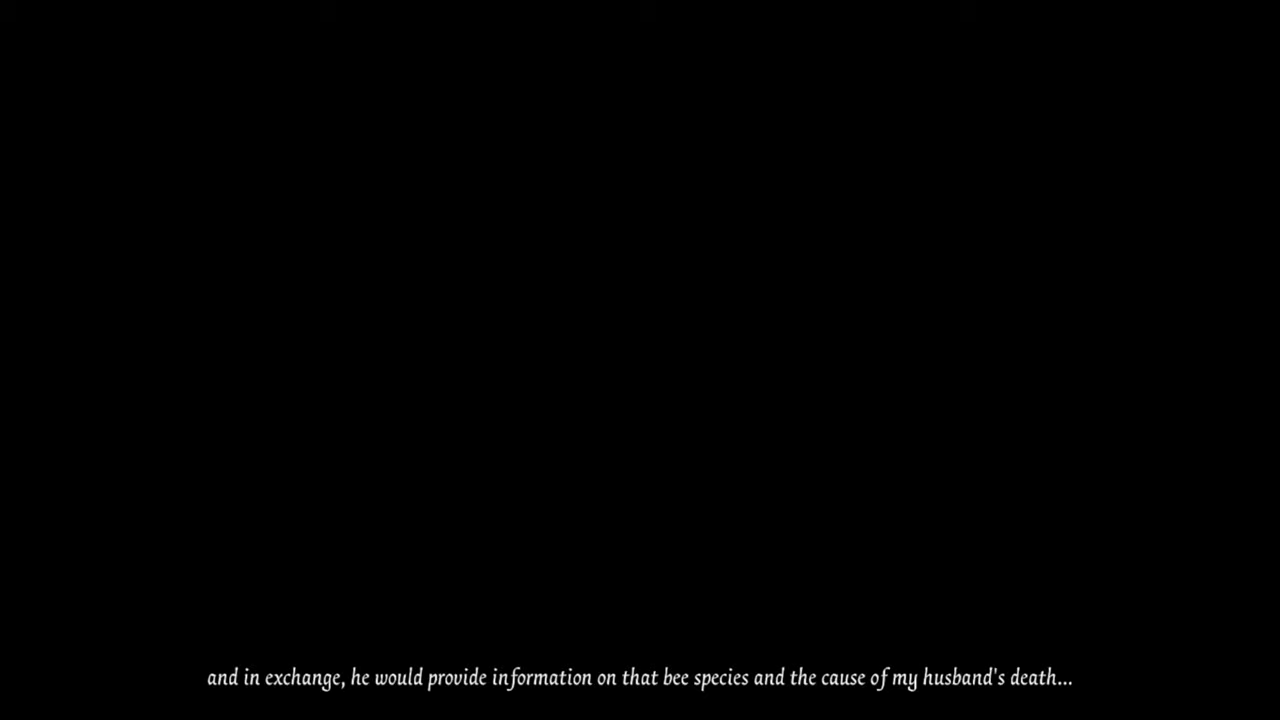 and in exchange, he would provide information on that bee species and the cause of my husband's death...